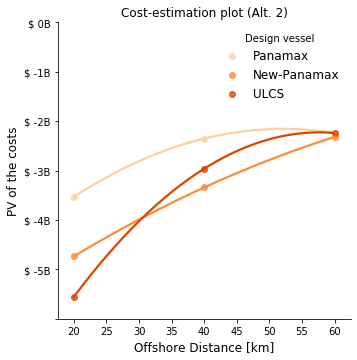 Cost-estimation plot (Alt. 2)
$ 0B
$ -1B
$ -2B
$ -3B
$ -4B
$ -5B
PV of the costs
Design vessel
Panamax
New-Panamax
ULCS
20 25 30 35 40 45 50 55 60
Offshore Distance [km]